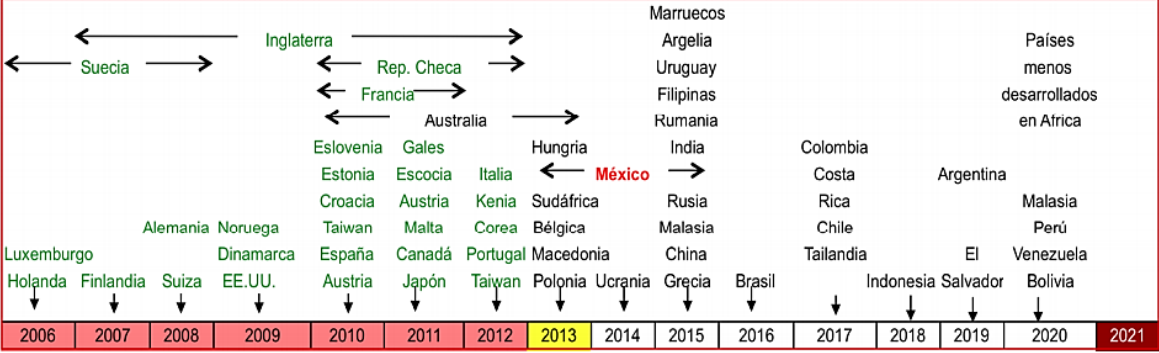 Marruecos
Inglaterra Argelia Países
Suecia Rep. Checa Uruguay menos
Francia Filipinas desarrollados
Australia Rumania en Africa
Eslovenia Gales Hungria India Colombia
Estonia Escocia Italia México Costa Argentina
Croacia Austria Kenia Sudáfrica Rusia Rica Malasia
Alemania Noruega Taiwan Malta Corea Bélgica Malasia Chile Perú
Luxemburgo Dinamarca España Canadá Portugal Macedonia China Tailandia El Venezuela
Holanda Finlandia Suiza EE.UU. Austria Japón Taiwan Polonia Ucrania Grecia Brasil Indonesia Salvador Bolivia
2006 2007 2008 2009 2010 2011 2012 2013 2014 2015 2016 2017 2018 2019 2020 2021